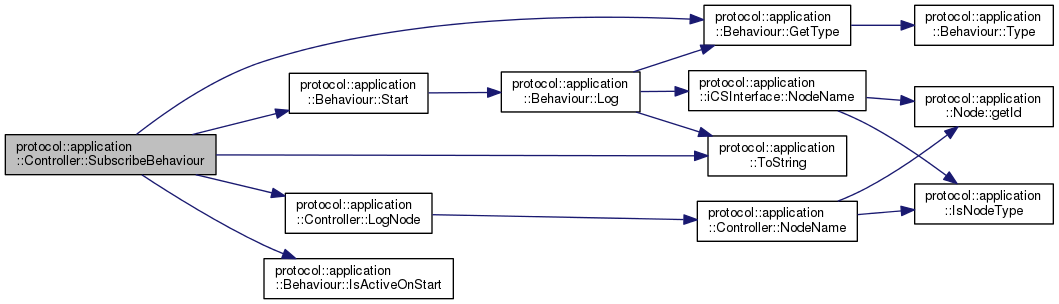 protocol::application
::Controller::SubscribeBehaviour
protocol::application
::Behaviour::Start
protocol::application
::Controller::LogNode
protocol::application
::Behaviour::IsActiveOnStart
protocol::application
::Behaviour::Log
protocol::application
::Behaviour::GetType
protocol::application
::iCSInterface::NodeName
protocol::application
::ToString
protocol::application
::Controller::NodeName
protocol::application
::Behaviour::Type
protocol::application
::Node::getId
protocol::application
::IsNodeType